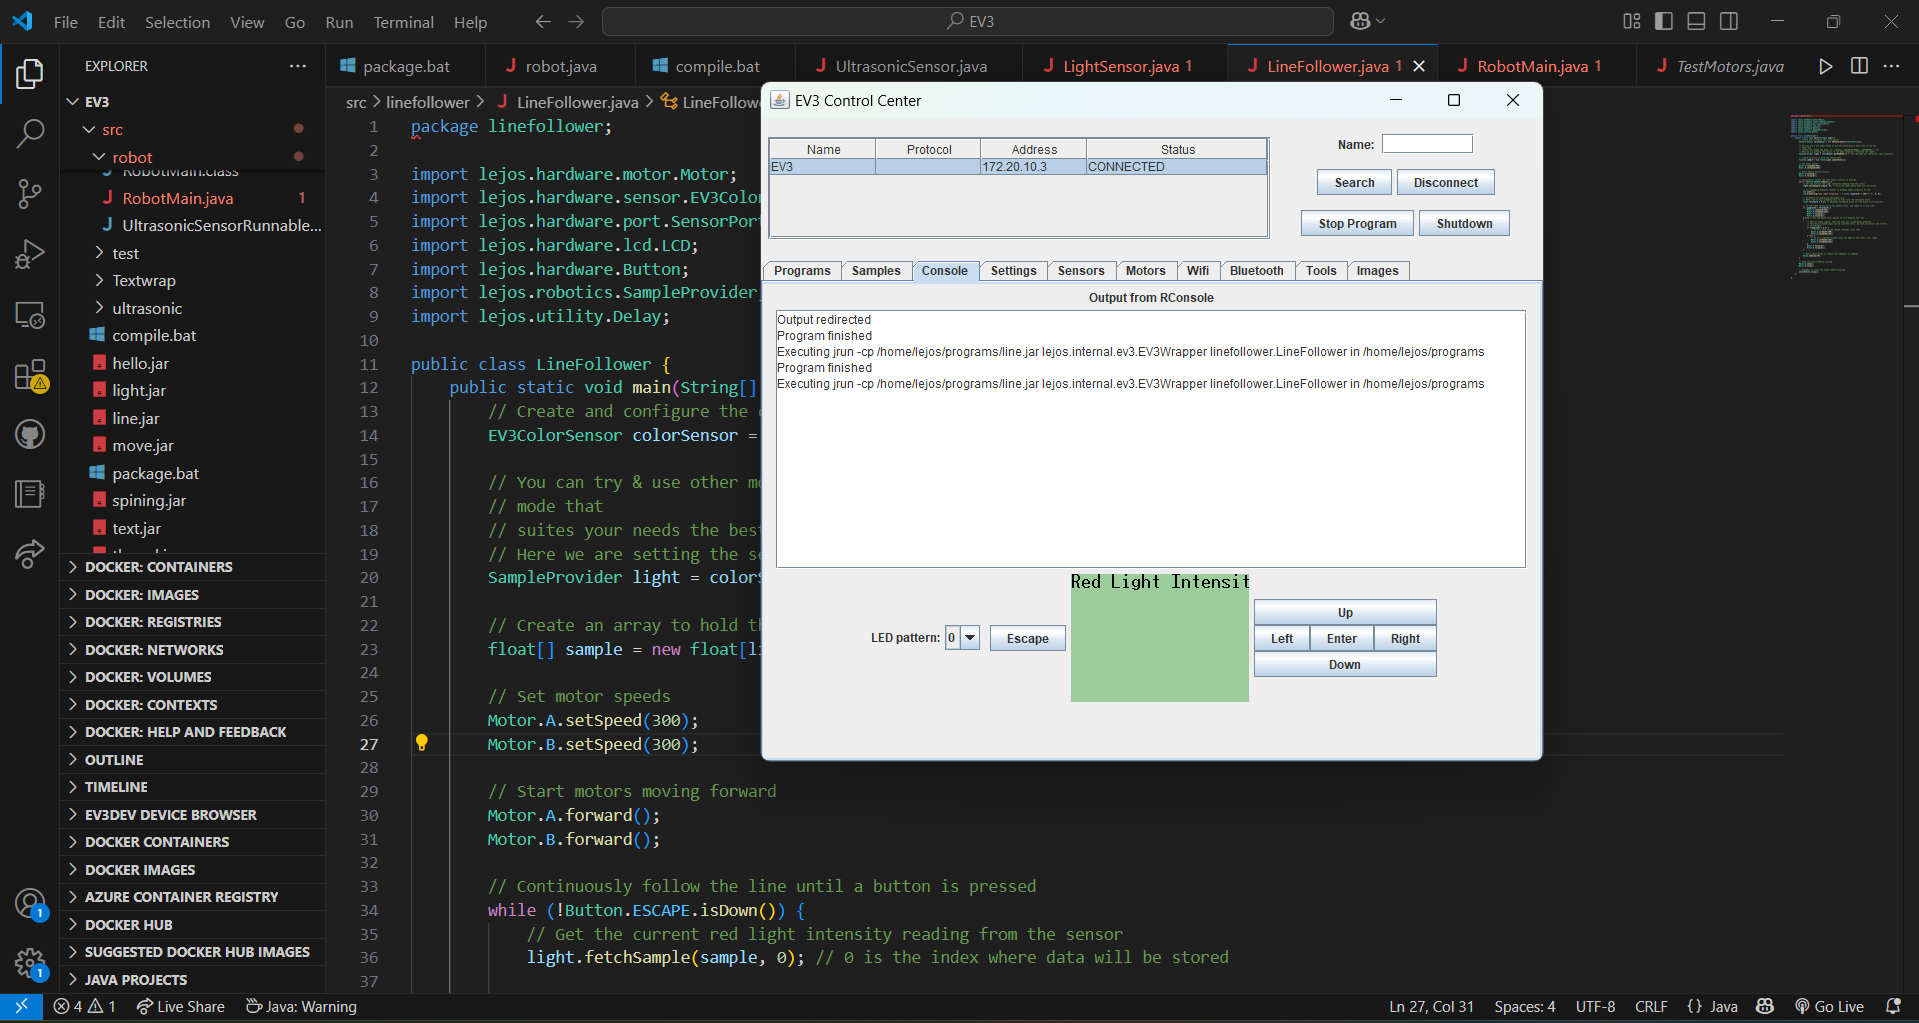 File Edit Selection View Go Run Terminal Help
EV3
EXPLORER
package.bat
robot.java
compile.bat
UltrasonicSensor.java
LightSensor.java 1
LineFollower.java 1
RobotMain.java 1
TestMotors.java
EV3
src
robot
RobotMain.class
RobotMain.java 1
UltrasonicSensorRunnable...
test
Textwrap
ultrasonic
compile.bat
hello.jar
light.jar
line.jar
move.jar
package.bat
spining.jar
text.jar
DOCKER: CONTAINERS
DOCKER: IMAGES
DOCKER: REGISTRIES
DOCKER: NETWORKS
DOCKER: VOLUMES
DOCKER: CONTEXTS
DOCKER: HELP AND FEEDBACK
OUTLINE
TIMELINE
EV3DEV DEVICE BROWSER
DOCKER CONTAINERS
DOCKER IMAGES
AZURE CONTAINER REGISTRY
DOCKER HUB
SUGGESTED DOCKER HUB IMAGES
JAVA PROJECTS
1
1
src > linefollower > LineFollower.java > LineFollow
1 package linefollower;
2
3 import lejos.hardware.motor.Motor;
4 import lejos.hardware.sensor.EV3Color
5 import lejos.hardware.port.SensorPort
6 import lejos.hardware.lcd.LCD;
7 import lejos.hardware.Button;
8 import lejos.robotics.SampleProvider
9 import lejos.utility.Delay;
10
11 public class LineFollower {
12 public static void main(String[]
13 // Create and configure the
14 EV3ColorSensor colorSensor =
15
16 // You can try & use other m
17 // mode that
18 // suites your needs the best
19 // Here we are setting the s
20 SampleProvider light = colorS
21
22 // Create an array to hold th
23 float[] sample = new float[li
24
25 // Set motor speeds
26 Motor.A.setSpeed(300);
27 Motor.B.setSpeed(300);
28
29 // Start motors moving forward
30 Motor.A.forward();
31 Motor.B.forward();
32
33 // Continuously follow the line until a button is pressed
34 while (!Button.ESCAPE.isDown()) {
35 // Get the current red light intensity reading from the sensor
36 light.fetchSample(sample, 0); // 0 is the index where data will be stored
37
EV3 Control Center
Name Protocol Address Status
EV3 172.20.10.3 CONNECTED
Name:
Search Disconnect
Stop Program Shutdown
Programs Samples Console Settings Sensors Motors Wifi Bluetooth Tools Images
Output from RConsole
Output redirected
Program finished
Executing jrun -cp /home/lejos/programs/line.jar lejos.internal.ev3.EV3Wrapper linefollower.LineFollower in /home/lejos/programs
Program finished
Executing jrun -cp /home/lejos/programs/line.jar lejos.internal.ev3.EV3Wrapper linefollower.LineFollower in /home/lejos/programs
LED pattern: 0 Escape
Red Light Intensit
Up
Left Enter Right
Down
4 1 Live Share Java: Warning
Ln 27, Col 31 Spaces: 4 UTF-8 CRLF {} Java Go Live